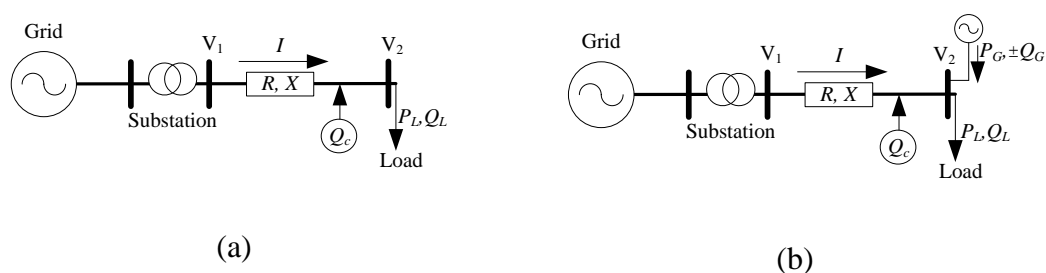 Grid
V1
I
V2
R, X
Substation
Qc
PL,QL
Load
(a)
Grid
V1
I
V2
PG,±QG
R, X
Substation
Qc
PL,QL
Load
(b)